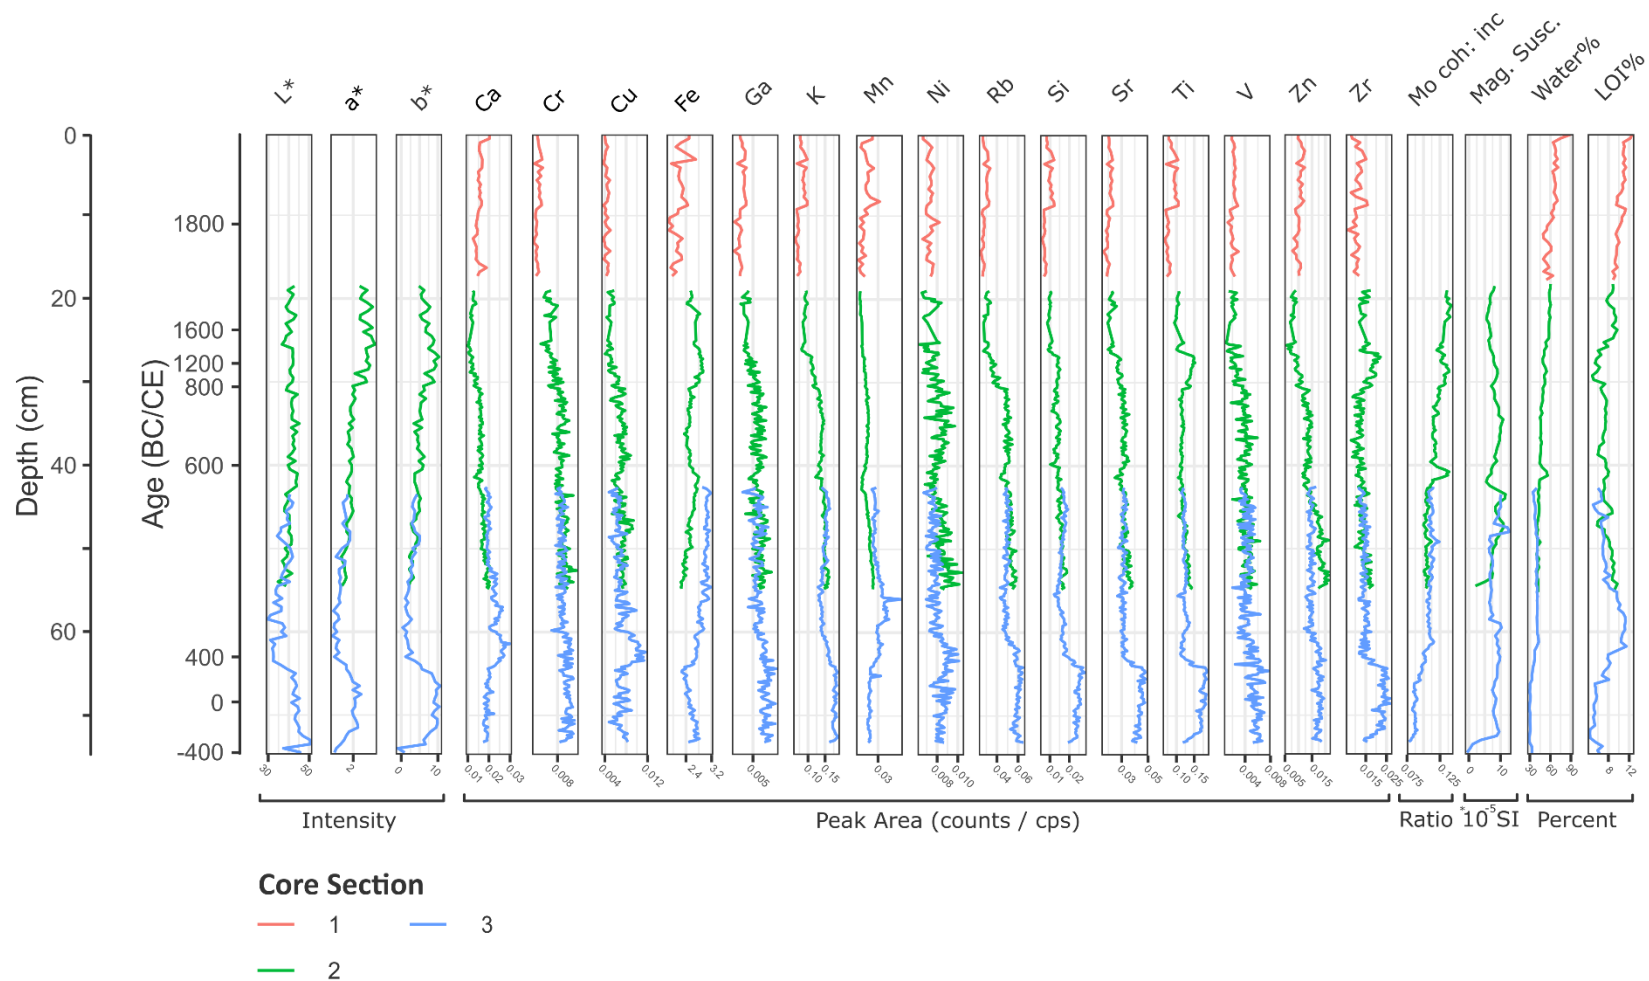 L* a* b* Ca Cr Cu Fe Ga K Mn Ni Rb Si Sr Ti V Zn Zr Mo coh: inc Mag. Susc. Water% LOI%
0
1800
20
1600
1200
800
40
600
60
400
0
-400
Depth (cm)
Age (BC/CE)
30 50 2 0 10 0.01 0.02 0.03 0.008 0.004 0.012 2.4 3.2 0.005 0.10 0.15 0.03 0.008 0.010 0.04 0.06 0.01 0.02 0.03 0.05 0.10 0.15 0.004 0.008 0.005 0.015 0.015 0.025 0.075 0.125 0 10 30 60 90 8 12
Intensity Peak Area (counts / cps) Ratio *10⁻⁵SI Percent
Core Section
1 3
2